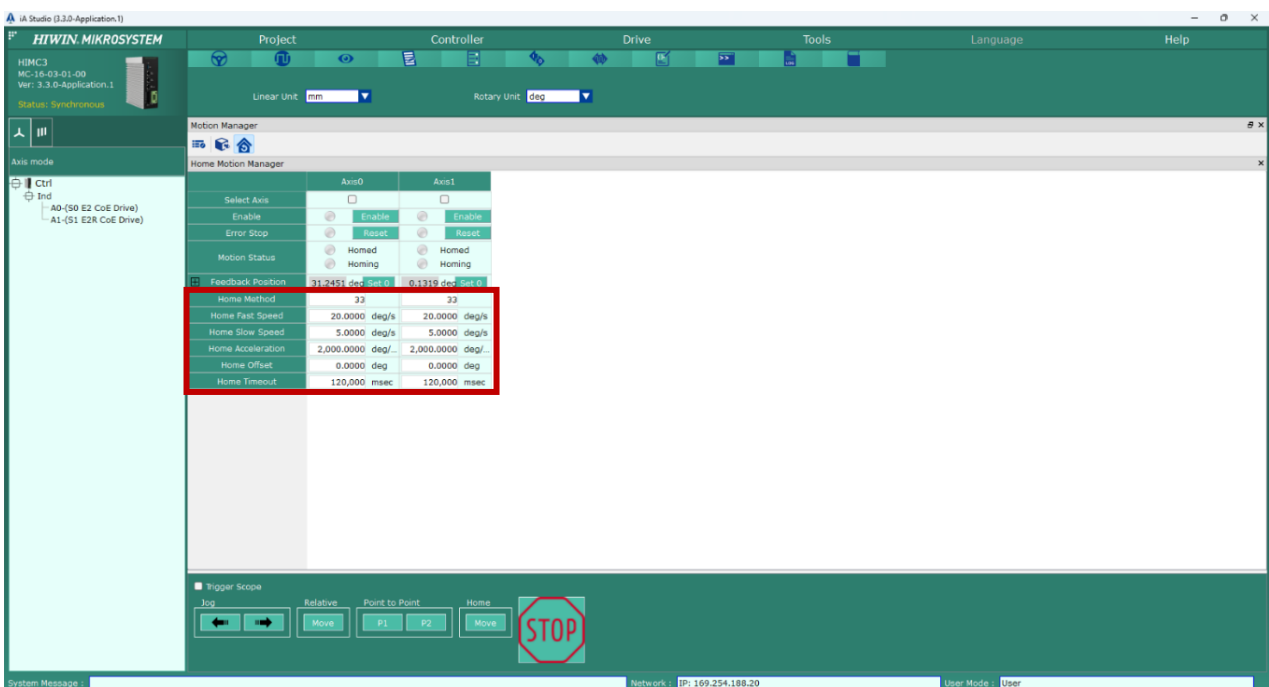 iA Studio (3.3.0-Application.1)
HIWIN. MIKROSYSTEM
Project Controller Drive Tools Language Help
HIMC3
MC-16-03-01-00
Ver: 3.3.0-Application.1
Status: Synchronous
Linear Unit mm Rotary Unit deg
Axis mode
Ctrl
Ind
A0-(S0 E2 CoE Drive)
A1-(S1 E2R CoE Drive)
Motion Manager
Home Motion Manager
Axis0 Axis1
Select Axis
Enable Enable Enable
Error Stop Reset Reset
Motion Status Homed Homed
Homing Homing
Feedback Position 31.2451 deg Set 0 0.1319 deg Set 0
Home Method 33 33
Home Fast Speed 20.0000 deg/s 20.0000 deg/s
Home Slow Speed 5.0000 deg/s 5.0000 deg/s
Home Acceleration 2,000.0000 deg/... 2,000.0000 deg/...
Home Offset 0.0000 deg 0.0000 deg
Home Timeout 120,000 msec 120,000 msec
Trigger Scope
Jog Relative Point to Point Home
Move P1 P2 Move
STOP
System Message : Network : IP: 169.254.188.20 User Mode : User